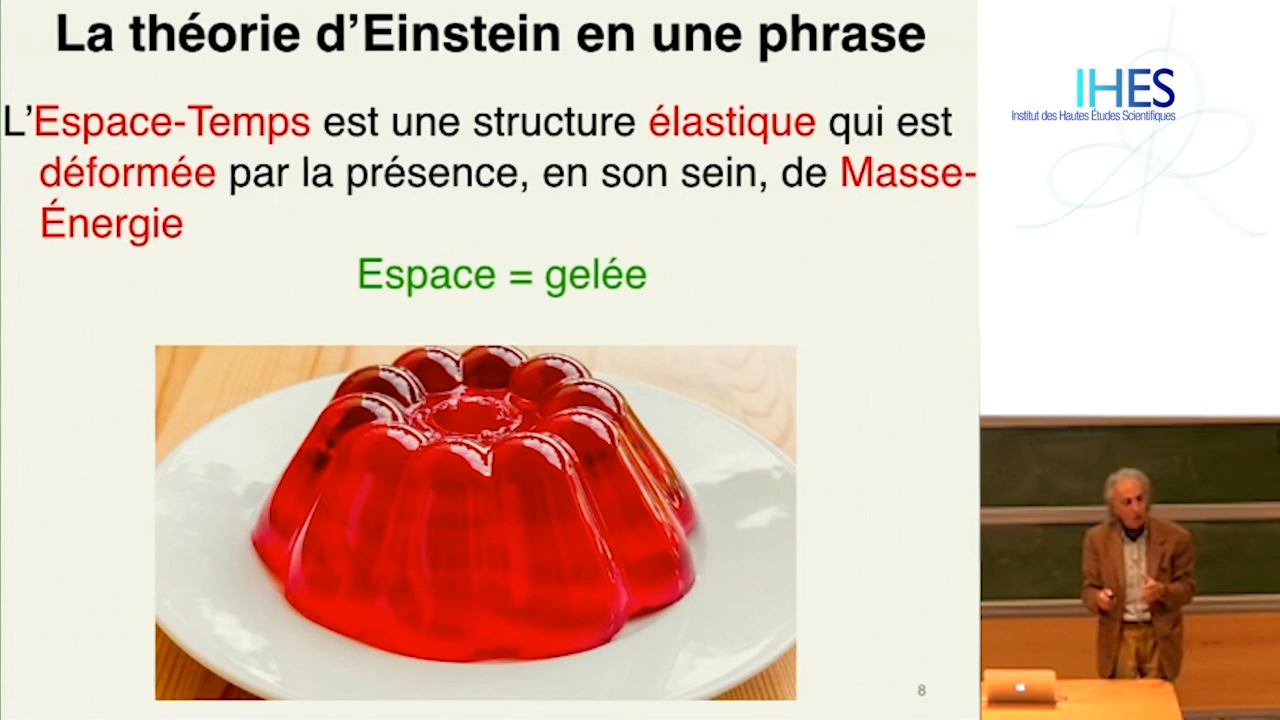 La théorie d’Einstein en une phrase
L’Espace-Temps est une structure élastique qui est
déformée par la présence, en son sein, de Masse-
Énergie
Espace = gelée
8
IHES
Institut des Hautes Études Scientifiques